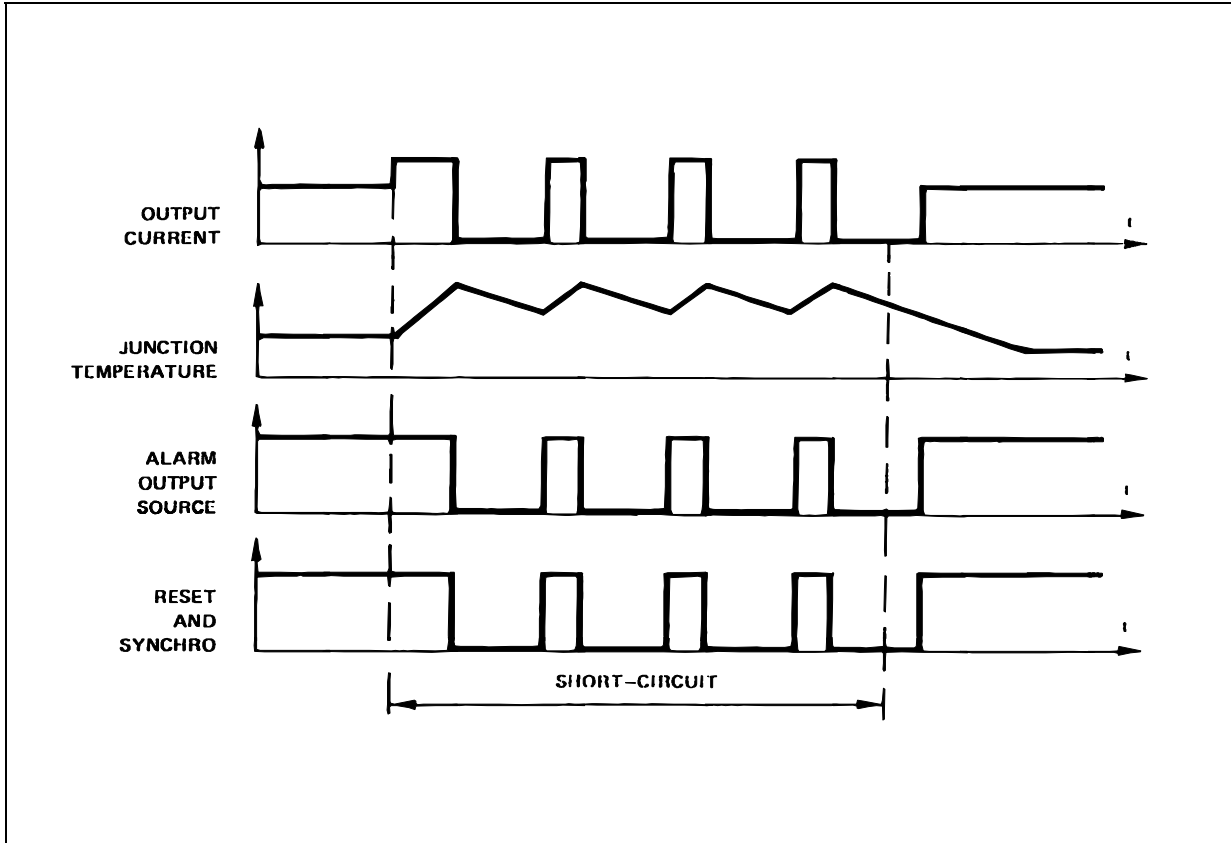 OUTPUT
CURRENT
t
JUNCTION
TEMPERATURE
t
ALARM
OUTPUT
SOURCE
t
RESET
AND
SYNCHRO
t
SHORT-CIRCUIT